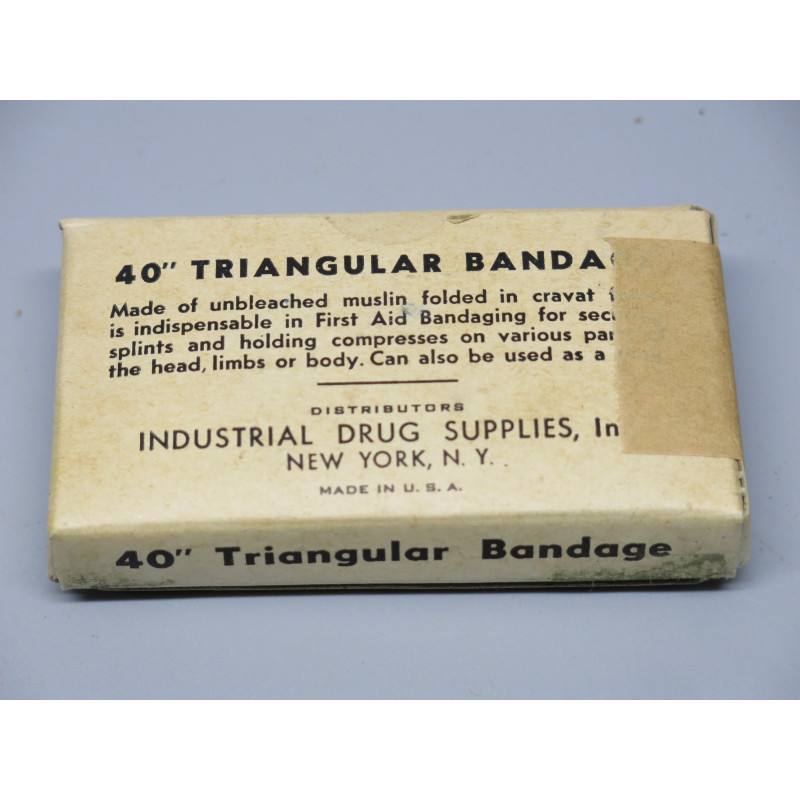 40" TRIANGULAR BANDA
Made of unbleached muslin folded in cravat
is indispensable in First Aid Bandaging for sec
splints and holding compresses on various par
the head, limbs or body. Can also be used as a
DISTRIBUTORS
INDUSTRIAL DRUG SUPPLIES, In
NEW YORK, N. Y.
MADE IN U. S. A.
40" Triangular Bandage